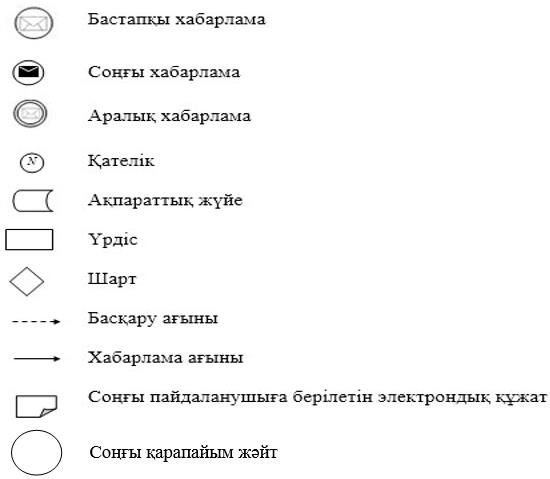 Бастапқы хабарлама
Соңғы хабарлама
Аралық хабарлама
N Қателік
Ақпараттық жүйе
Үрдіс
Шарт
Басқару ағыны
Хабарлама ағыны
Соңғы пайдаланушыға берілетін электрондық құжат
Соңғы қарапайым жәйт